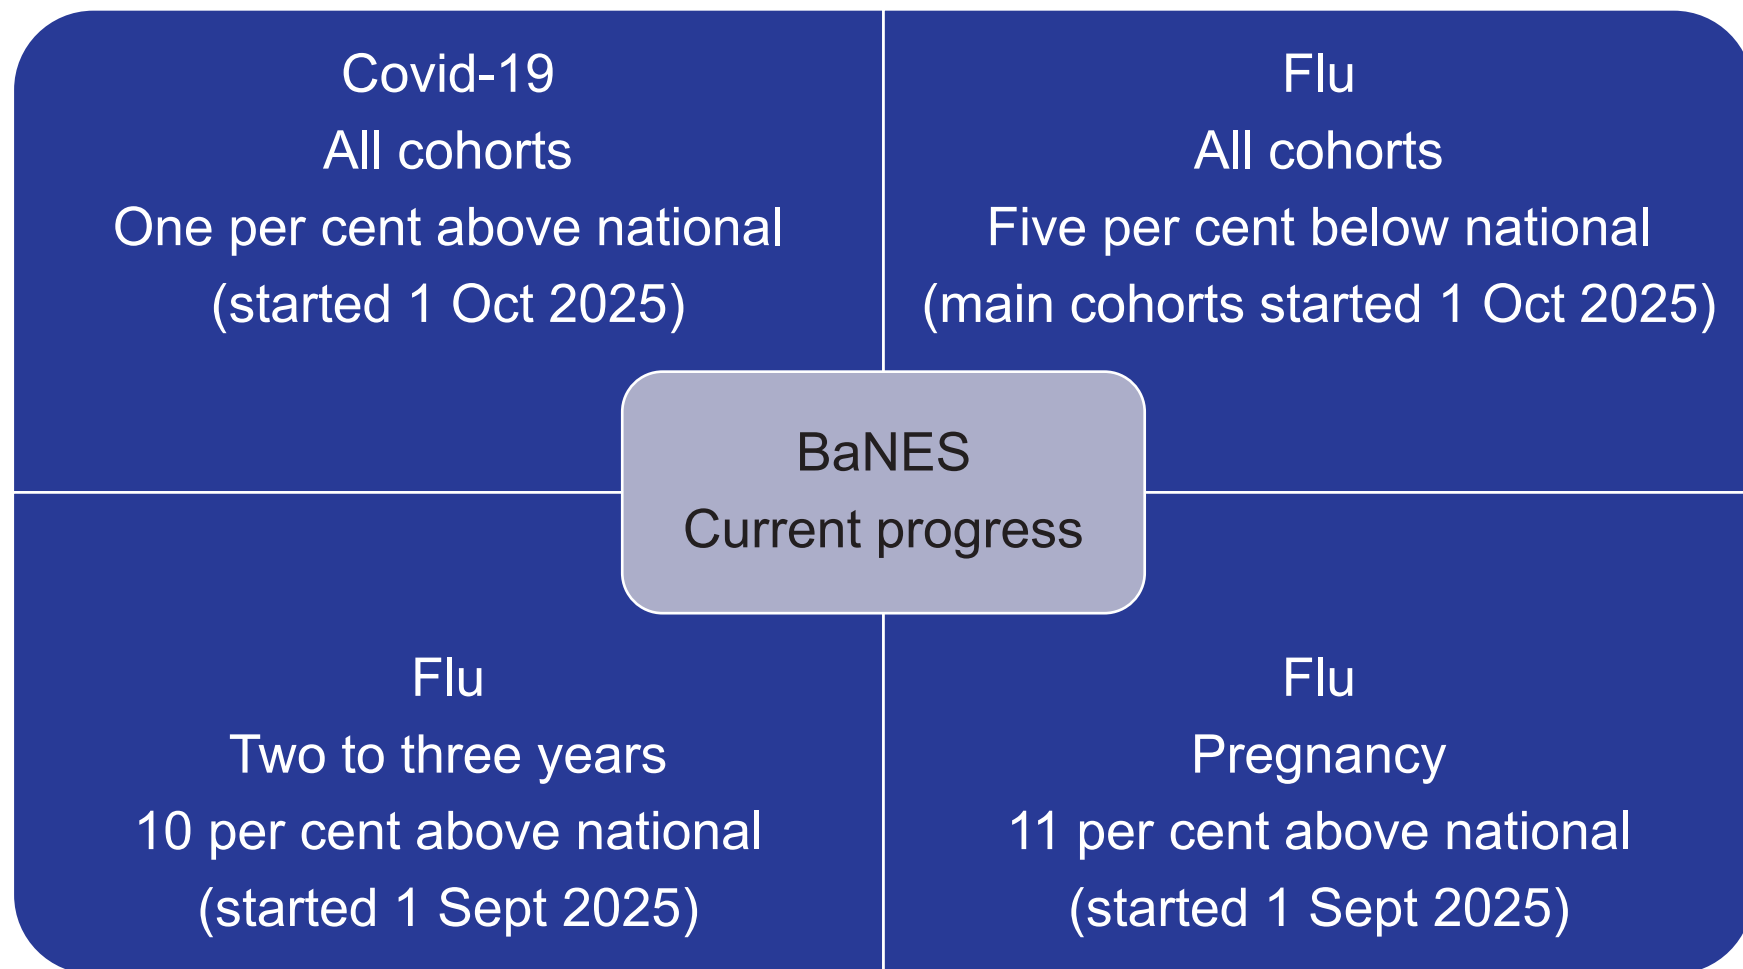 Covid-19
All cohorts
One per cent above national
(started 1 Oct 2025)
Flu
All cohorts
Five per cent below national
(main cohorts started 1 Oct 2025)
BaNES
Current progress
Flu
Two to three years
10 per cent above national
(started 1 Sept 2025)
Flu
Pregnancy
11 per cent above national
(started 1 Sept 2025)